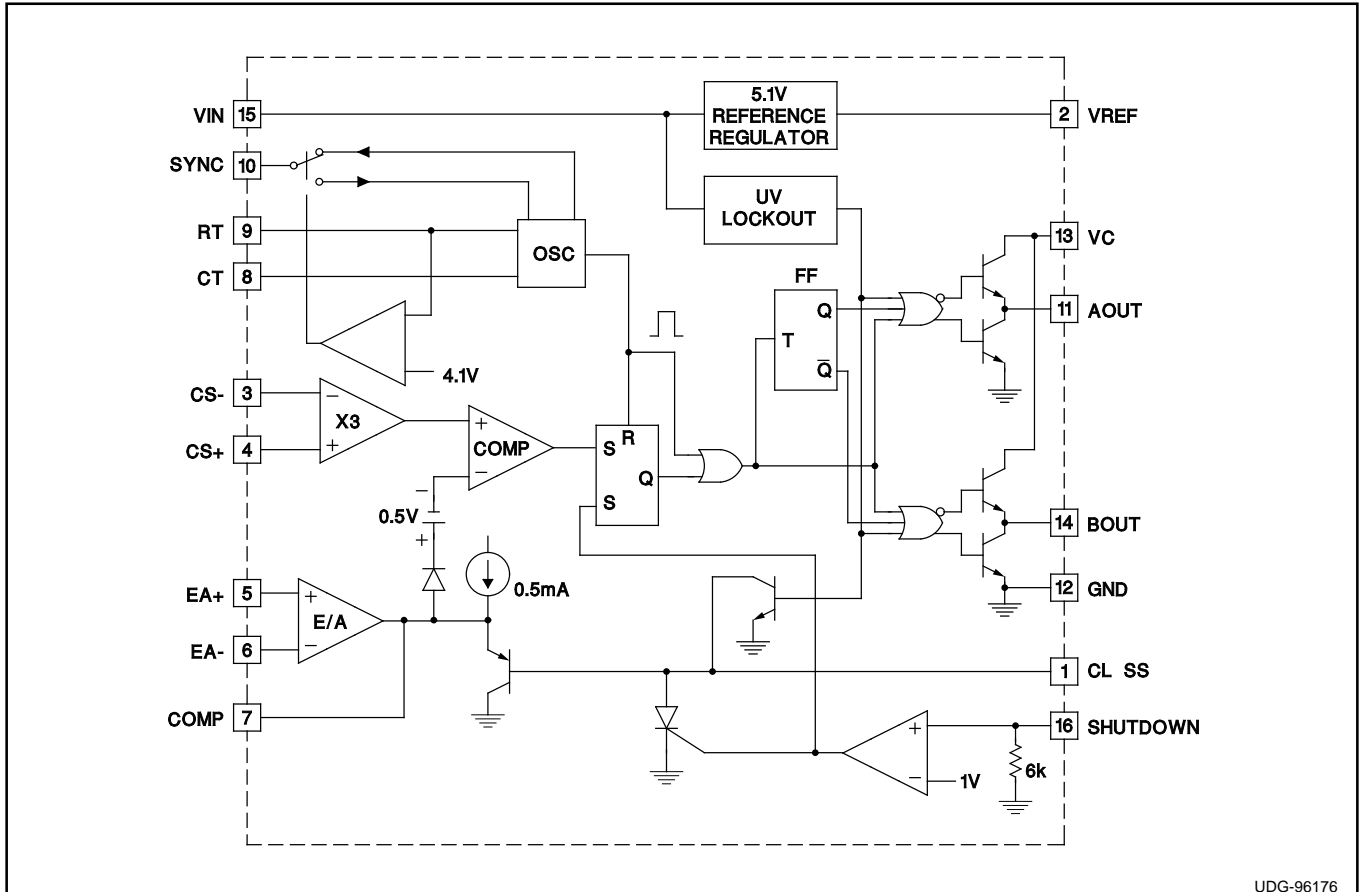 VIN 15
5.1V
REFERENCE
REGULATOR
2 VREF
SYNC 10
UV
LOCKOUT
RT 9
13 VC
OSC
CT 8
FF
Q
11 AOUT
T
Q̅
4.1V
CS- 3
−
X3
CS+ 4
+
+
COMP
−
S R
Q
S
−
0.5V
+
14 BOUT
0.5mA
12 GND
EA+ 5
+
E/A
EA- 6
−
1 CL SS
COMP 7
+
16 SHUTDOWN
6k
−
1V
UDG-96176